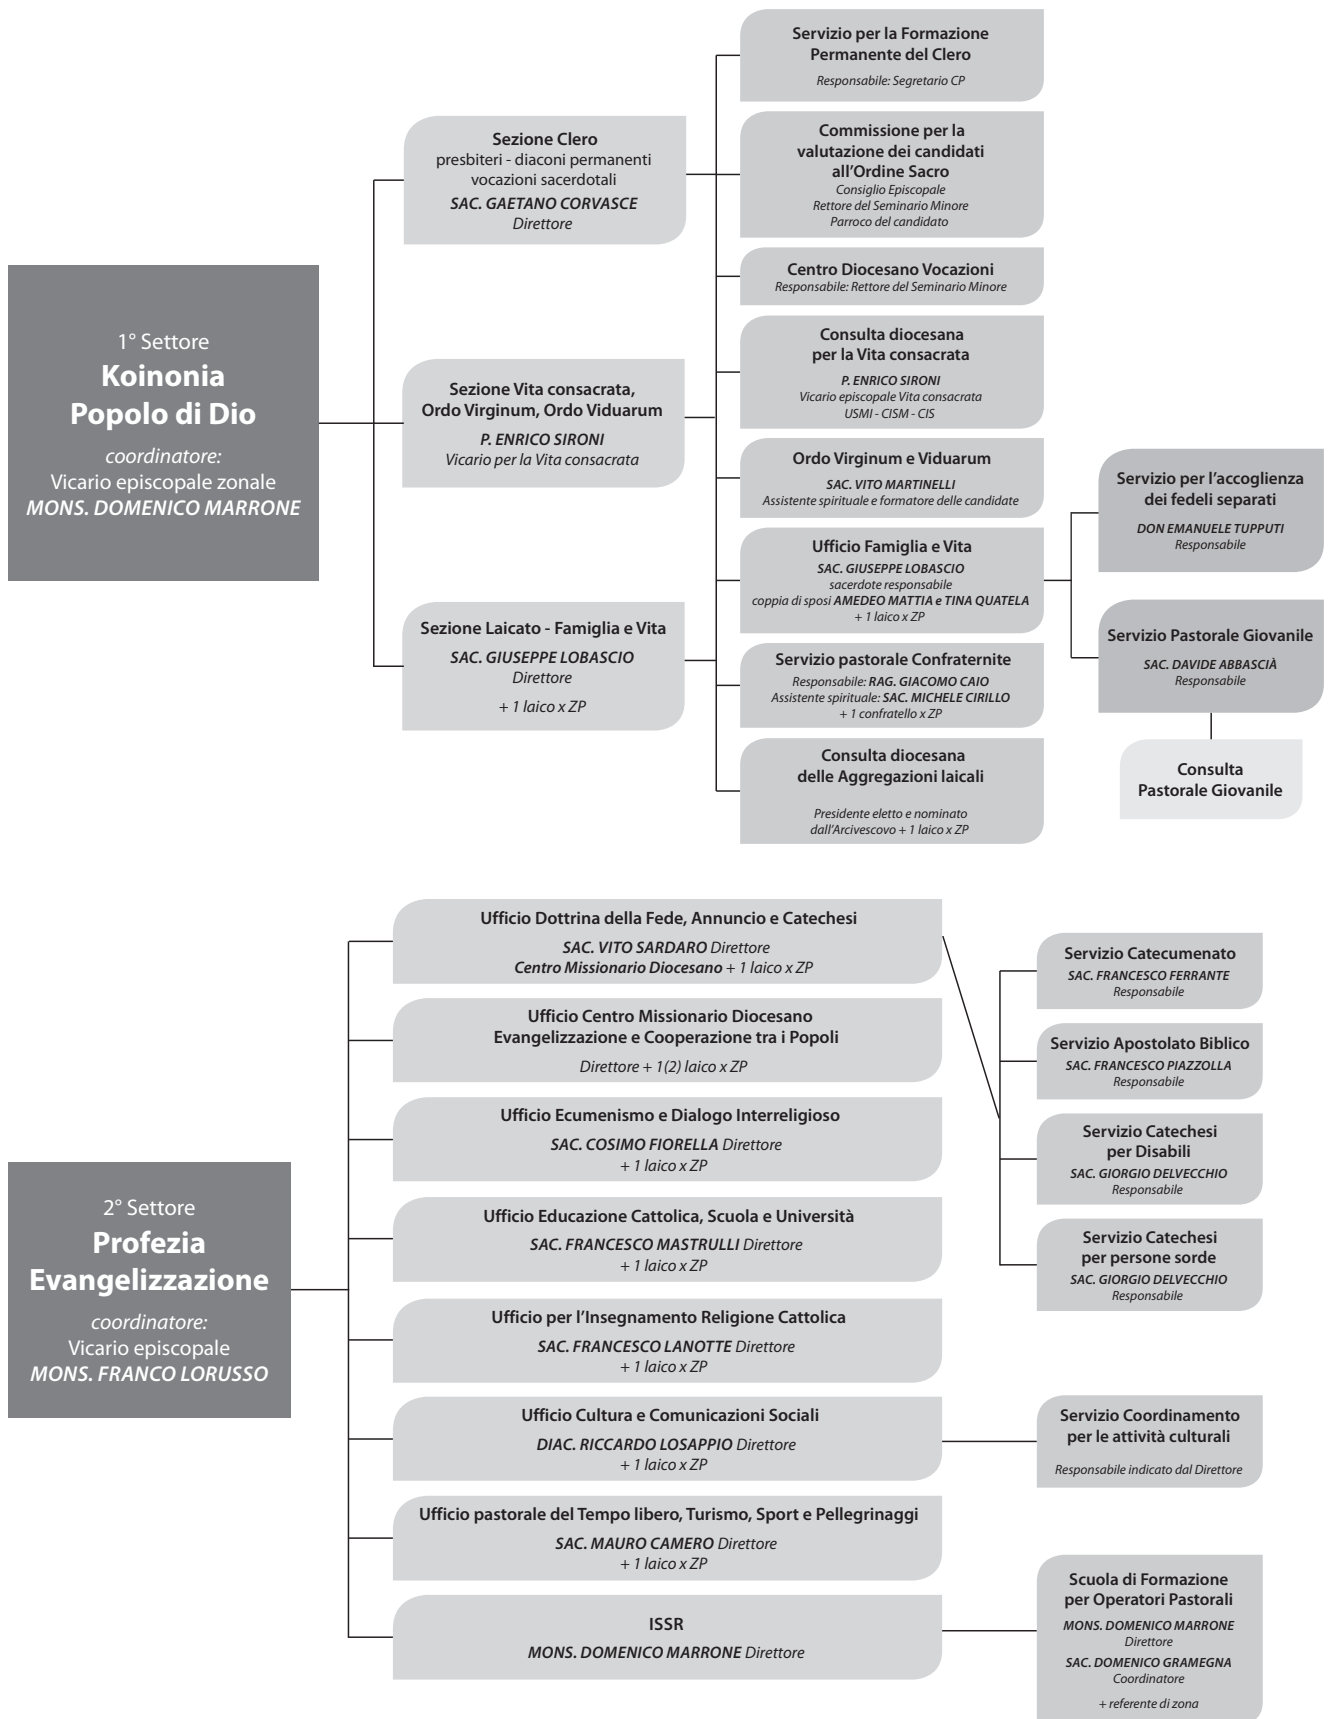 1° Settore
Koinonia
Popolo di Dio
coordinatore:
Vicario episcopale zonale
MONS. DOMENICO MARRONE
Sezione Clero
presbiteri - diaconi permanenti
vocazioni sacerdotali
SAC. GAETANO CORVASCE
Direttore
Sezione Vita consacrata,
Ordo Virginum, Ordo Viduarum
P. ENRICO SIRONI
Vicario per la Vita consacrata
Sezione Laicato - Famiglia e Vita
SAC. GIUSEPPE LOBASCIO
Direttore
+ 1 laico x ZP
Servizio per la Formazione
Permanente del Clero
Responsabile: Segretario CP
Commissione per la
valutazione dei candidati
all'Ordine Sacro
Consiglio Episcopale
Rettore del Seminario Minore
Parroco del candidato
Centro Diocesano Vocazioni
Responsabile: Rettore del Seminario Minore
Consulta diocesana
per la Vita consacrata
P. ENRICO SIRONI
Vicario episcopale Vita consacrata
USMI - CISM - CIS
Ordo Virginum e Viduarum
SAC. VITO MARTINELLI
Assistente spirituale e formatore delle candidate
Ufficio Famiglia e Vita
SAC. GIUSEPPE LOBASCIO
sacerdote responsabile
coppia di sposi AMEDEO MATTIA e TINA QUATELA
+ 1 laico x ZP
Servizio pastorale Confraternite
Responsabile: RAG. GIACOMO CAIO
Assistente spirituale: SAC. MICHELE CIRILLO
+ 1 confratello x ZP
Consulta diocesana
delle Aggregazioni laicali
Presidente eletto e nominato
dall'Arcivescovo + 1 laico x ZP
Servizio per l'accoglienza
dei fedeli separati
DON EMANUELE TUPPUTI
Responsabile
Servizio Pastorale Giovanile
SAC. DAVIDE ABBASCIÀ
Responsabile
Consulta
Pastorale Giovanile
2° Settore
Profezia
Evangelizzazione
coordinatore:
Vicario episcopale
MONS. FRANCO LORUSSO
Ufficio Dottrina della Fede, Annuncio e Catechesi
SAC. VITO SARDARO Direttore
Centro Missionario Diocesano + 1 laico x ZP
Ufficio Centro Missionario Diocesano
Evangelizzazione e Cooperazione tra i Popoli
Direttore + 1(2) laico x ZP
Ufficio Ecumenismo e Dialogo Interreligioso
SAC. COSIMO FIORELLA Direttore
+ 1 laico x ZP
Ufficio Educazione Cattolica, Scuola e Università
SAC. FRANCESCO MASTRULLI Direttore
+ 1 laico x ZP
Ufficio per l'Insegnamento Religione Cattolica
SAC. FRANCESCO LANOTTE Direttore
+ 1 laico x ZP
Ufficio Cultura e Comunicazioni Sociali
DIAC. RICCARDO LOSAPPIO Direttore
+ 1 laico x ZP
Ufficio pastorale del Tempo libero, Turismo, Sport e Pellegrinaggi
SAC. MAURO CAMERO Direttore
+ 1 laico x ZP
ISSR
MONS. DOMENICO MARRONE Direttore
Servizio Catecumenato
SAC. FRANCESCO FERRANTE
Responsabile
Servizio Apostolato Biblico
SAC. FRANCESCO PIAZZOLLA
Responsabile
Servizio Catechesi
per Disabili
SAC. GIORGIO DELVECCHIO
Responsabile
Servizio Catechesi
per persone sorde
SAC. GIORGIO DELVECCHIO
Responsabile
Servizio Coordinamento
per le attività culturali
Responsabile indicato dal Direttore
Scuola di Formazione
per Operatori Pastorali
MONS. DOMENICO MARRONE
Direttore
SAC. DOMENICO GRAMEGNA
Coordinatore
+ referente di zona